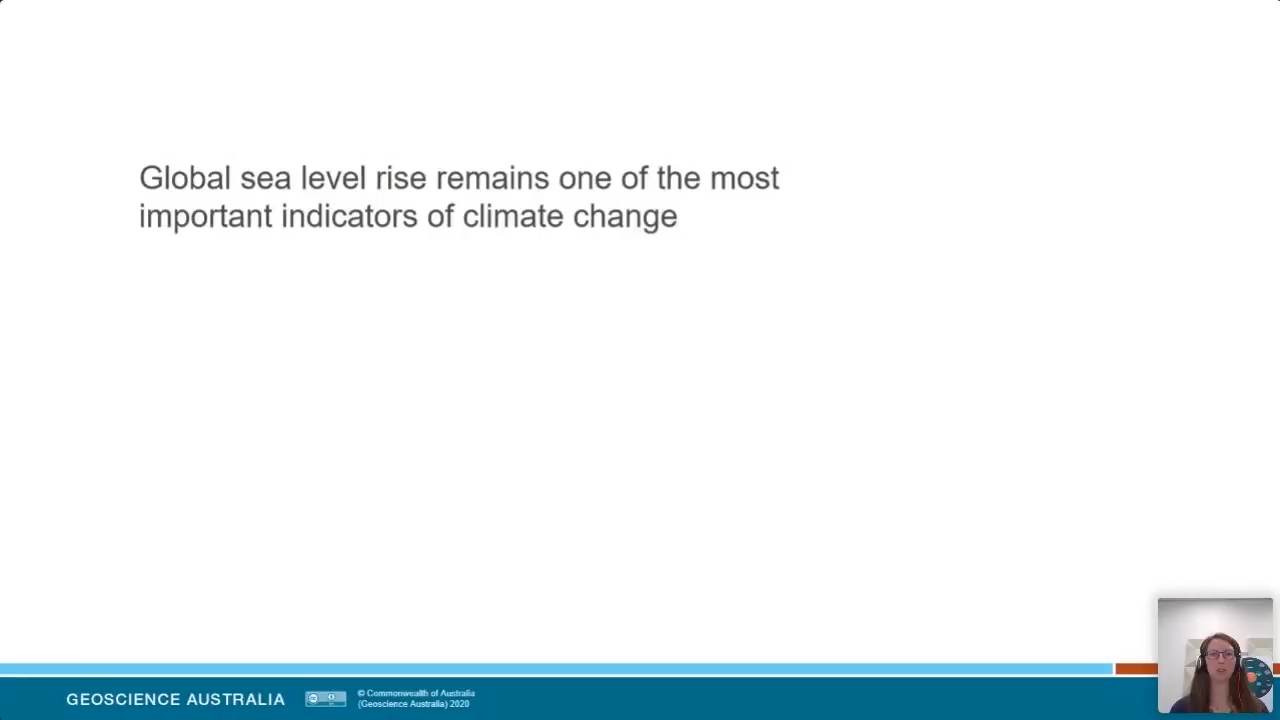 Global sea level rise remains one of the most
important indicators of climate change
GEOSCIENCE AUSTRALIA
© Commonwealth of Australia
(Geoscience Australia) 2020